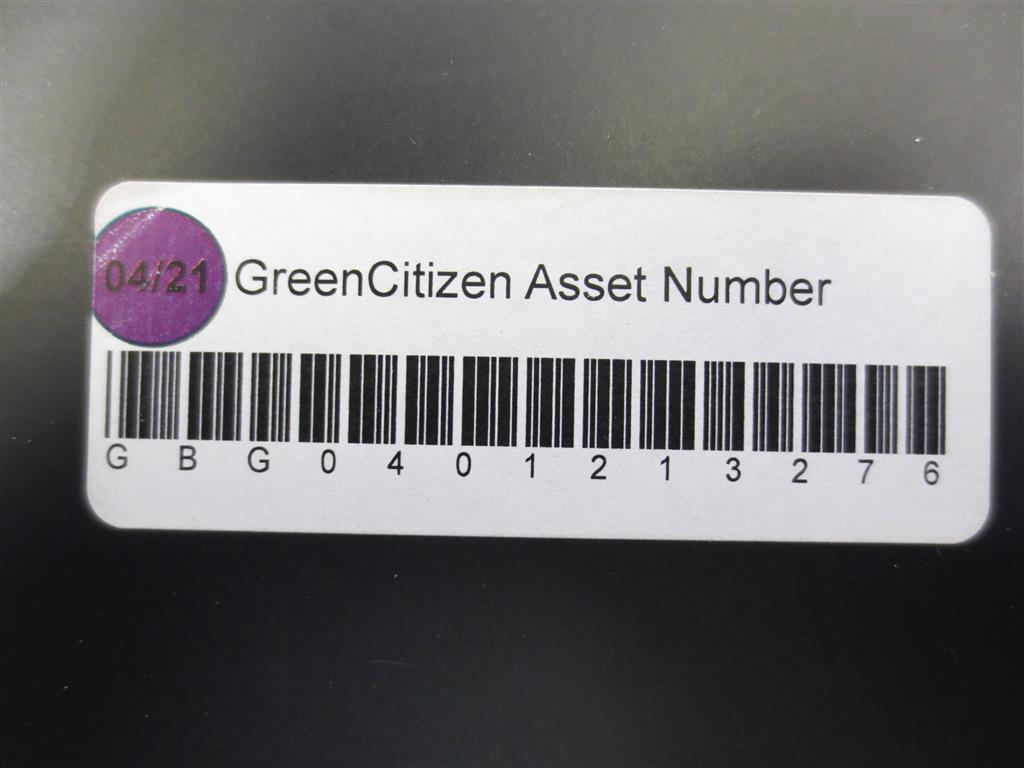 04/21 GreenCitizen Asset Number
G B G 0 4 0 1 2 1 3 2 7 6